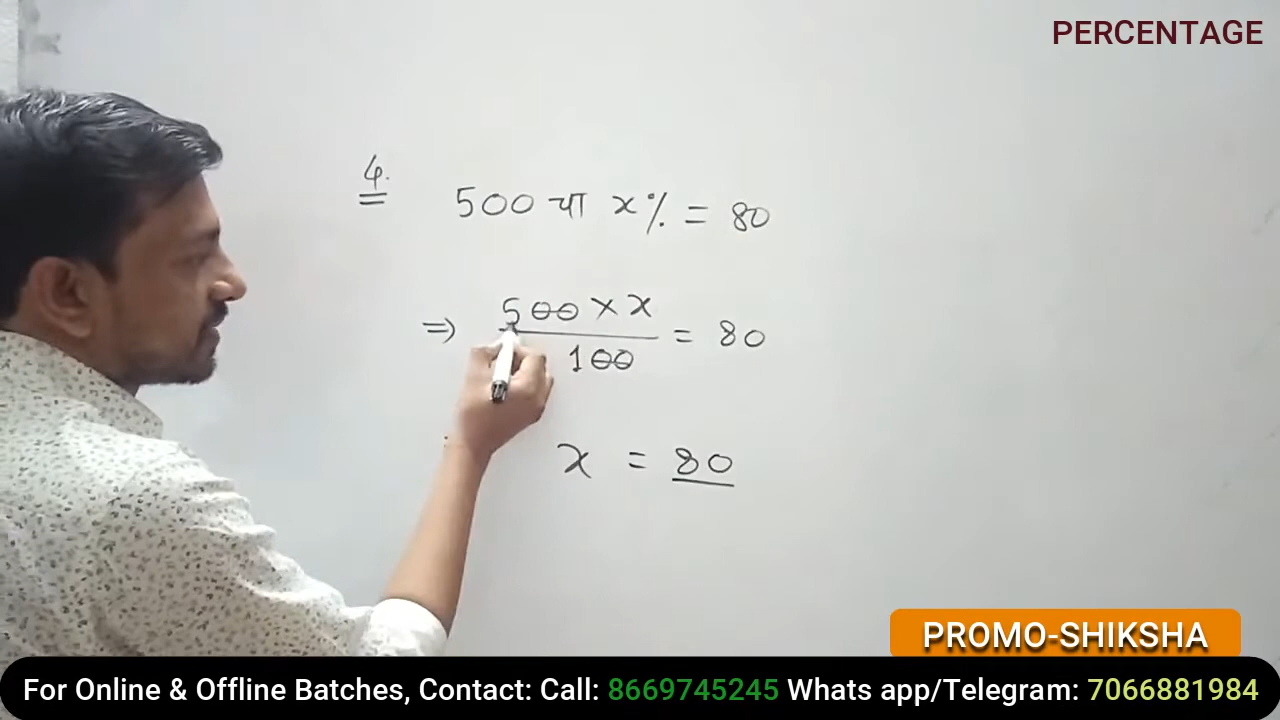 PERCENTAGE
4.
500 चा x% = 80
⇒ 500 × x / 100 = 80
x = 80
PROMO-SHIKSHA
For Online & Offline Batches, Contact: Call: 8669745245 Whats app/Telegram: 7066881984